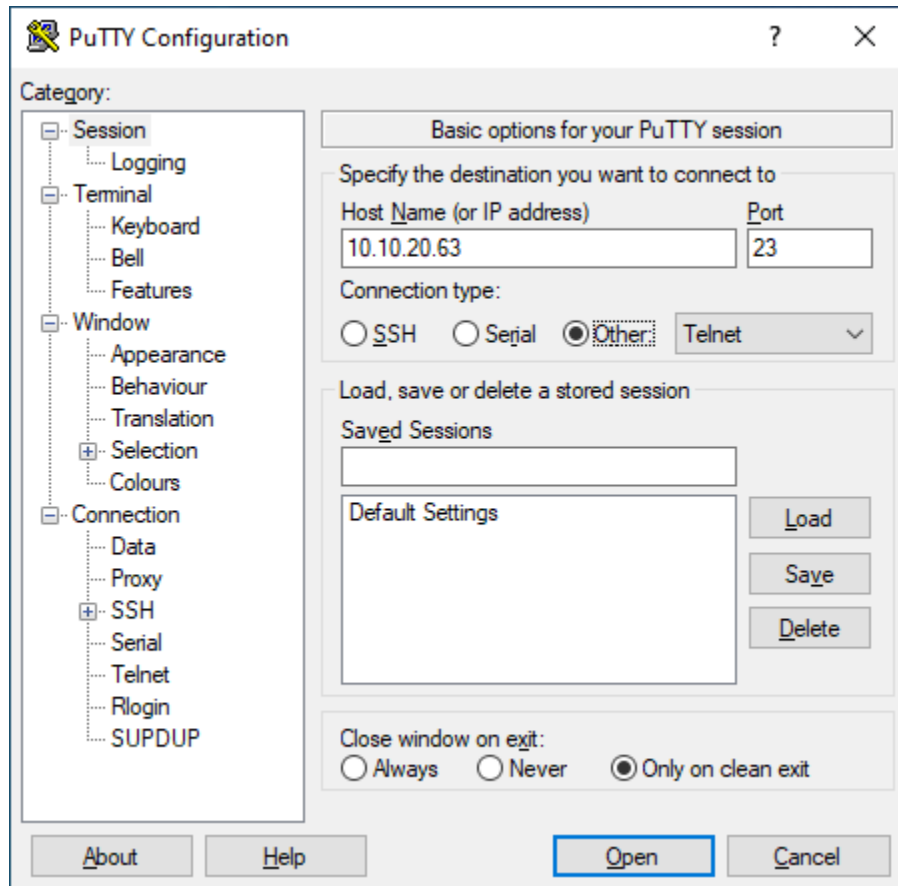 PuTTY Configuration
?
Category:
Session
Logging
Terminal
Keyboard
Bell
Features
Window
Appearance
Behaviour
Translation
Selection
Colours
Connection
Data
Proxy
SSH
Serial
Telnet
Rlogin
SUPDUP
Basic options for your PuTTY session
Specify the destination you want to connect to
Host Name (or IP address) Port
10.10.20.63 23
Connection type:
SSH Serial Other: Telnet
Load, save or delete a stored session
Saved Sessions
Default Settings
Load
Save
Delete
Close window on exit:
Always Never Only on clean exit
About Help Open Cancel